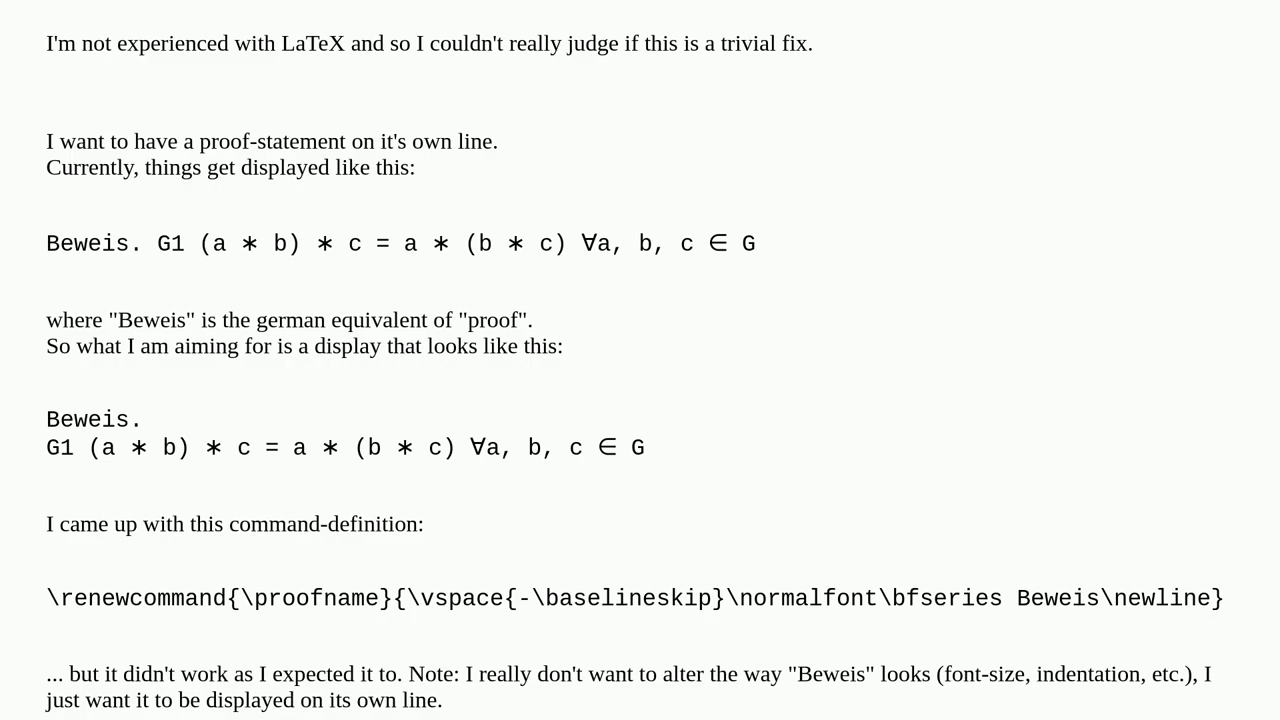 I'm not experienced with LaTeX and so I couldn't really judge if this is a trivial fix.
I want to have a proof-statement on it's own line.
Currently, things get displayed like this:
Beweis. G1 (a ∗ b) ∗ c = a ∗ (b ∗ c) ∀a, b, c ∈ G
where "Beweis" is the german equivalent of "proof".
So what I am aiming for is a display that looks like this:
Beweis.
G1 (a ∗ b) ∗ c = a ∗ (b ∗ c) ∀a, b, c ∈ G
I came up with this command-definition:
\renewcommand{\proofname}{\vspace{-\baselineskip}\normalfont\bfseries Beweis\newline}
... but it didn't work as I expected it to. Note: I really don't want to alter the way "Beweis" looks (font-size, indentation, etc.), I
just want it to be displayed on its own line.